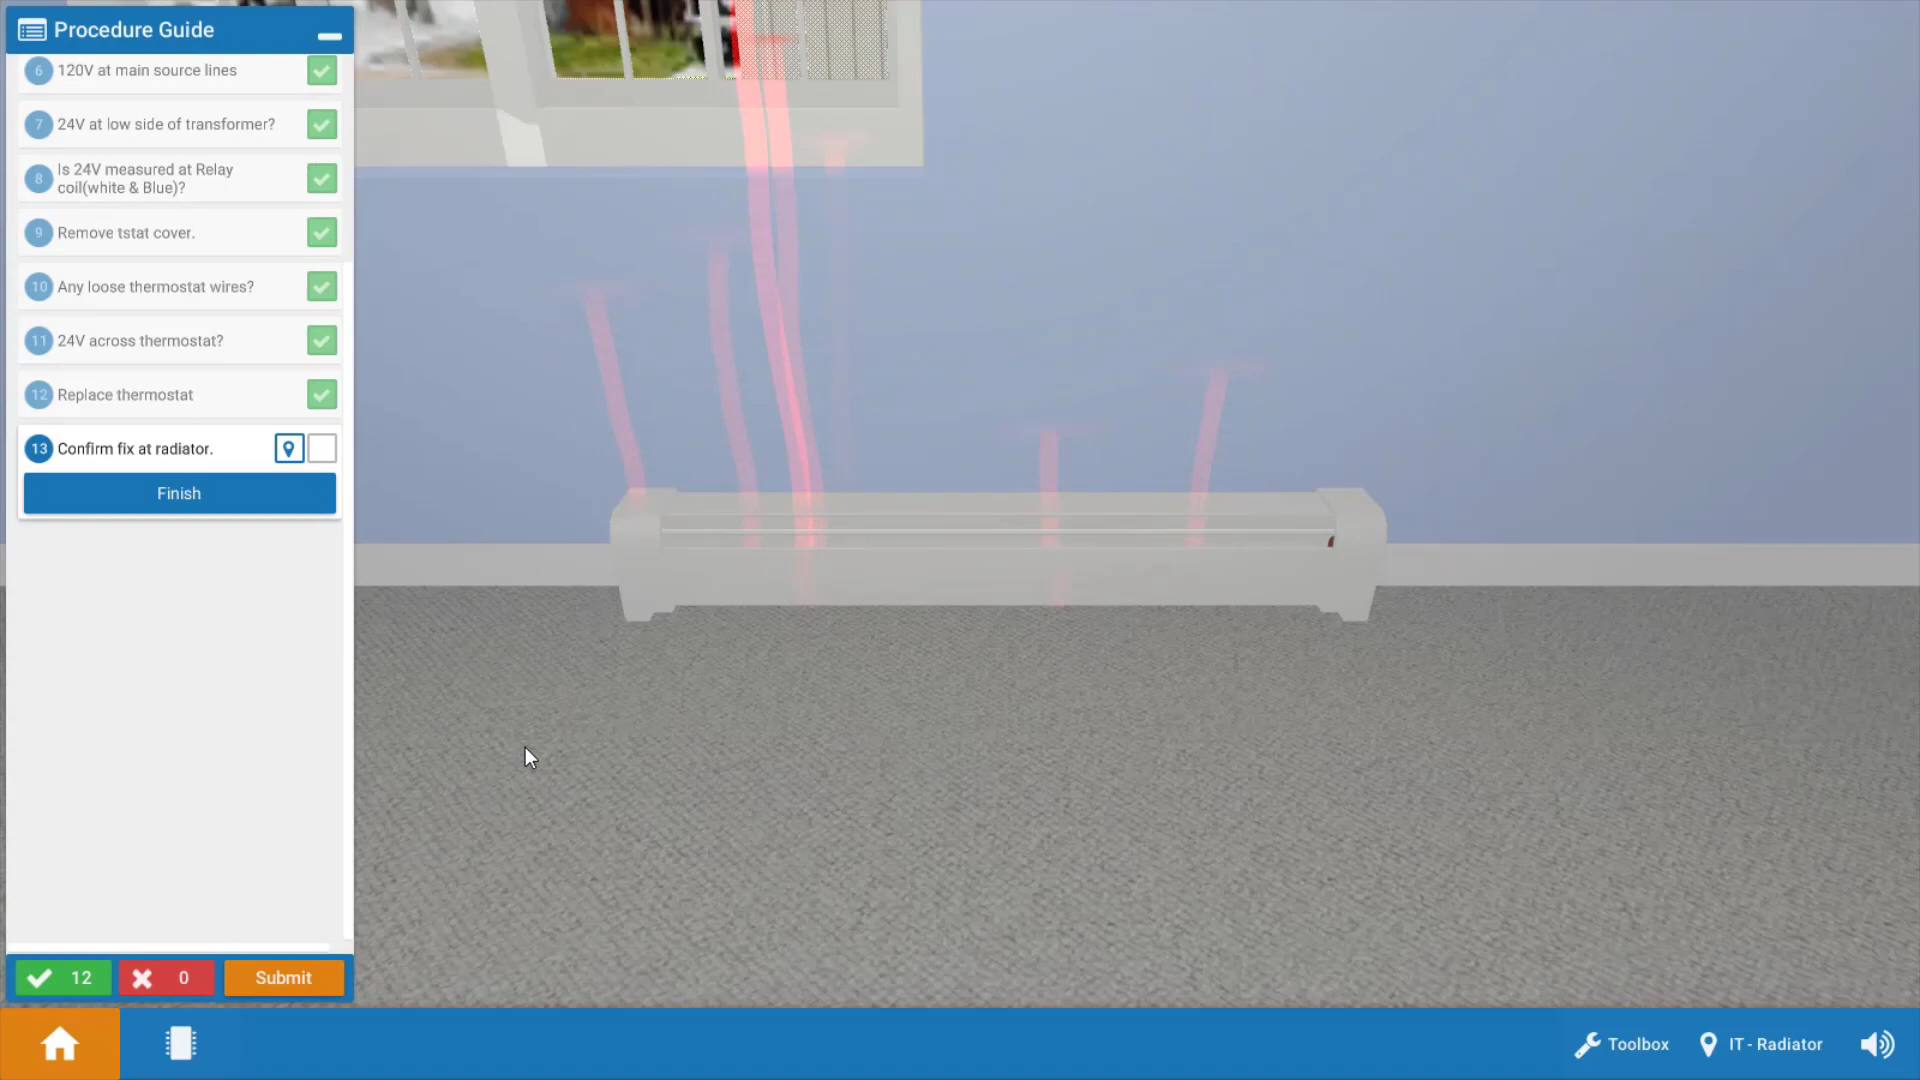 Procedure Guide
6 120V at main source lines
7 24V at low side of transformer?
8 Is 24V measured at Relay
coil(white & Blue)?
9 Remove tstat cover.
10 Any loose thermostat wires?
11 24V across thermostat?
12 Replace thermostat
13 Confirm fix at radiator.
Finish
12 0 Submit
Toolbox IT - Radiator